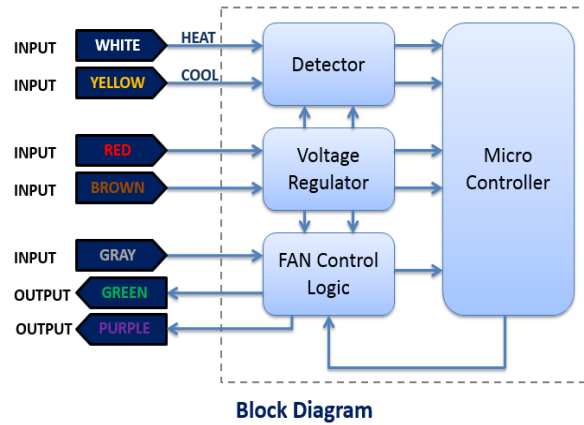 INPUT WHITE HEAT
INPUT YELLOW COOL
Detector
INPUT RED
INPUT BROWN
Voltage
Regulator
Micro
Controller
INPUT GRAY
OUTPUT GREEN
OUTPUT PURPLE
FAN Control
Logic
Block Diagram